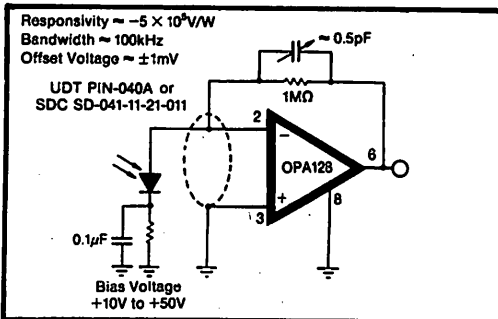 Responsivity ≈ −5 × 10⁵V/W
Bandwidth ≈ 100kHz
Offset Voltage ≈ ±1mV
≈ 0.5pF
UDT PIN-040A or
SDC SD-041-11-21-011
1MΩ
2
−
OPA128
6
+
3
8
0.1µF
Bias Voltage
+10V to +50V